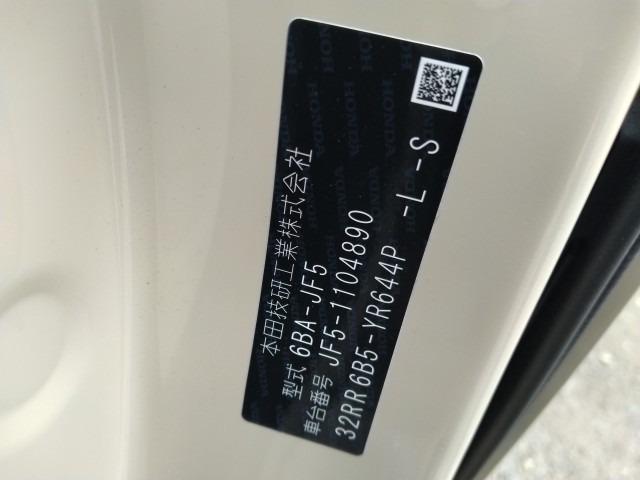 本田技研工業株式会社
型式 6BA-JF5
車台番号 JF5-1104890
32RR6B5-YR644P -L -S